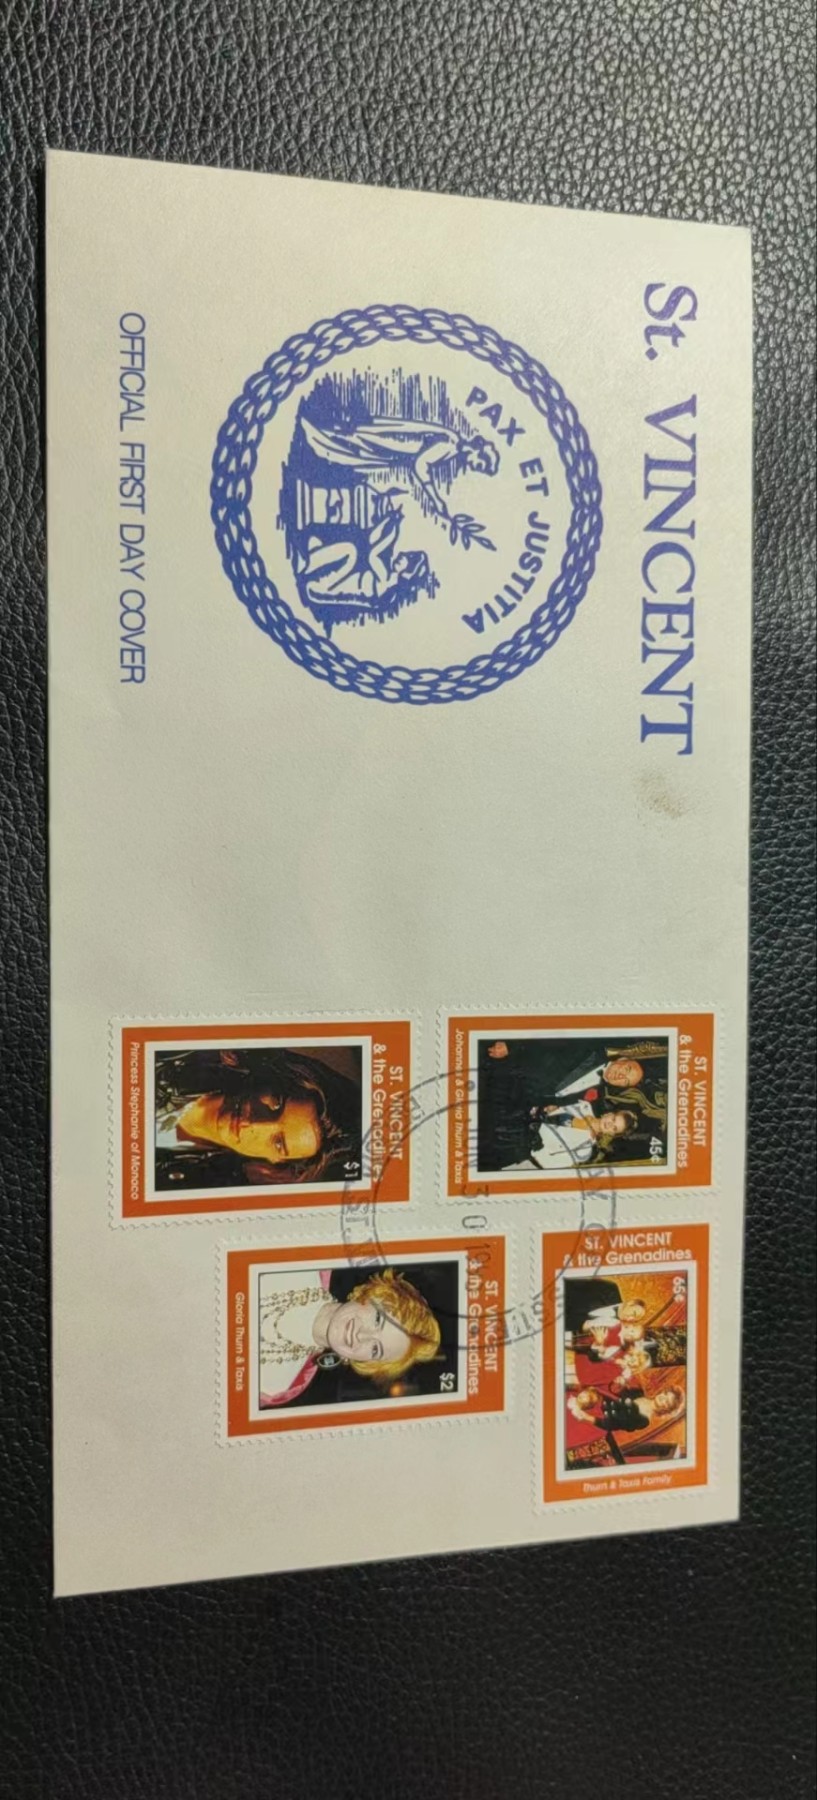 St. VINCENT
PAX ET JUSTITIA
OFFICIAL FIRST DAY COVER
ST. VINCENT
& the Grenadines
45¢
Johannes & Gloria Thurn & Taxis
ST. VINCENT
& the Grenadines
65¢
Thurn & Taxis Family
ST. VINCENT
& the Grenadines
$1
Princess Stephanie of Monaco
ST. VINCENT
& the Grenadines
$2
Gloria Thurn & Taxis
DAY